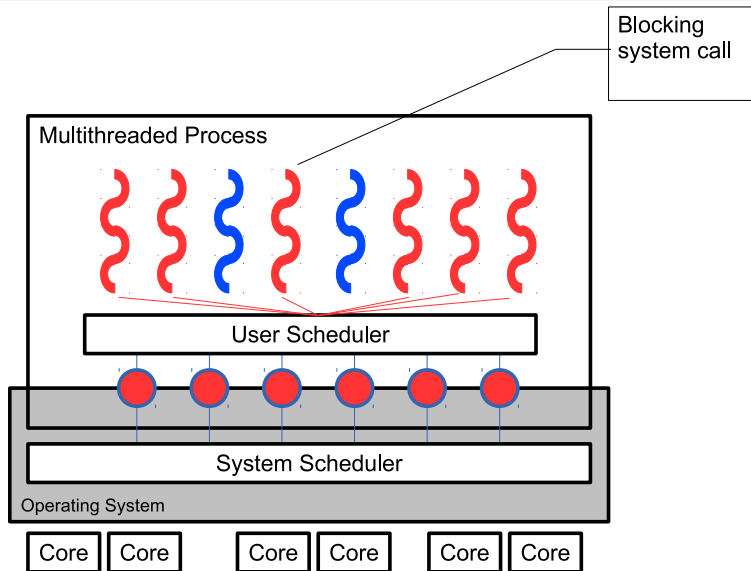 Blocking
system call
Multithreaded Process
User Scheduler
System Scheduler
Operating System
Core Core Core Core Core Core